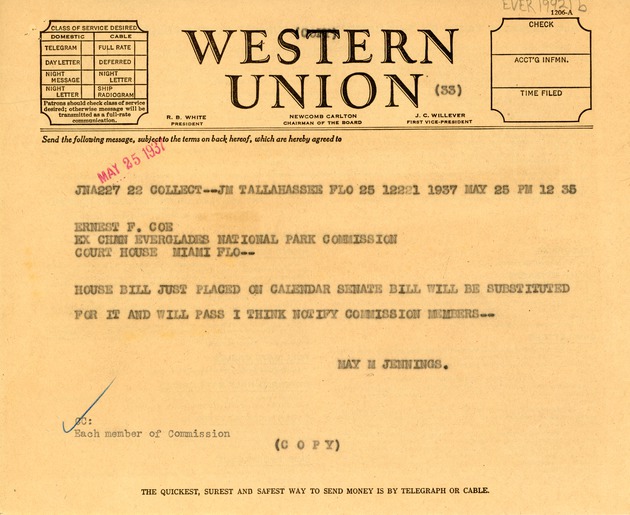 EVER 19921 b
1206-A
CLASS OF SERVICE DESIRED
DOMESTIC CABLE
TELEGRAM FULL RATE
DAY LETTER DEFERRED
NIGHT MESSAGE NIGHT LETTER
NIGHT LETTER SHIP RADIOGRAM
Patrons should check class of service
desired; otherwise message will be
transmitted as a full-rate
communication.
(COPY)
WESTERN
UNION
(33)
R. B. WHITE
PRESIDENT
NEWCOMB CARLTON
CHAIRMAN OF THE BOARD
J. C. WILLEVER
FIRST VICE-PRESIDENT
CHECK
ACCT'G INFMN.
TIME FILED
Send the following message, subject to the terms on back hereof, which are hereby agreed to
MAY 25 1937
JNA227 22 COLLECT--JM TALLAHASSEE FLO 25 12221 1937 MAY 25 PM 12 35
ERNEST F. COE
EX CHMN EVERGLADES NATIONAL PARK COMMISSION
COURT HOUSE MIAMI FLO--
HOUSE BILL JUST PLACED ON CALENDAR SENATE BILL WILL BE SUBSTITUTED
FOR IT AND WILL PASS I THINK NOTIFY COMMISSION MEMBERS--
MAY M JENNINGS.
CC:
Each member of Commission
(C O P Y)
THE QUICKEST, SUREST AND SAFEST WAY TO SEND MONEY IS BY TELEGRAPH OR CABLE.